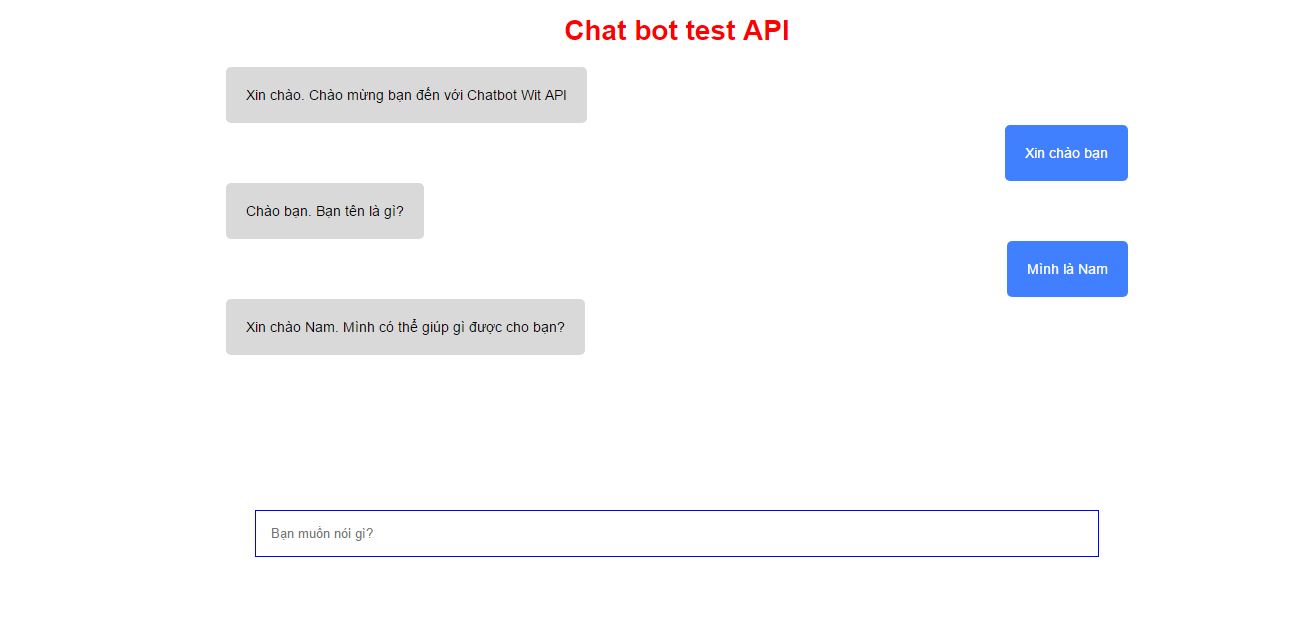 Chat bot test API
Xin chào. Chào mừng bạn đến với Chatbot Wit API
Xin chào bạn
Chào bạn. Bạn tên là gì?
Mình là Nam
Xin chào Nam. Mình có thể giúp gì được cho bạn?
Bạn muốn nói gì?